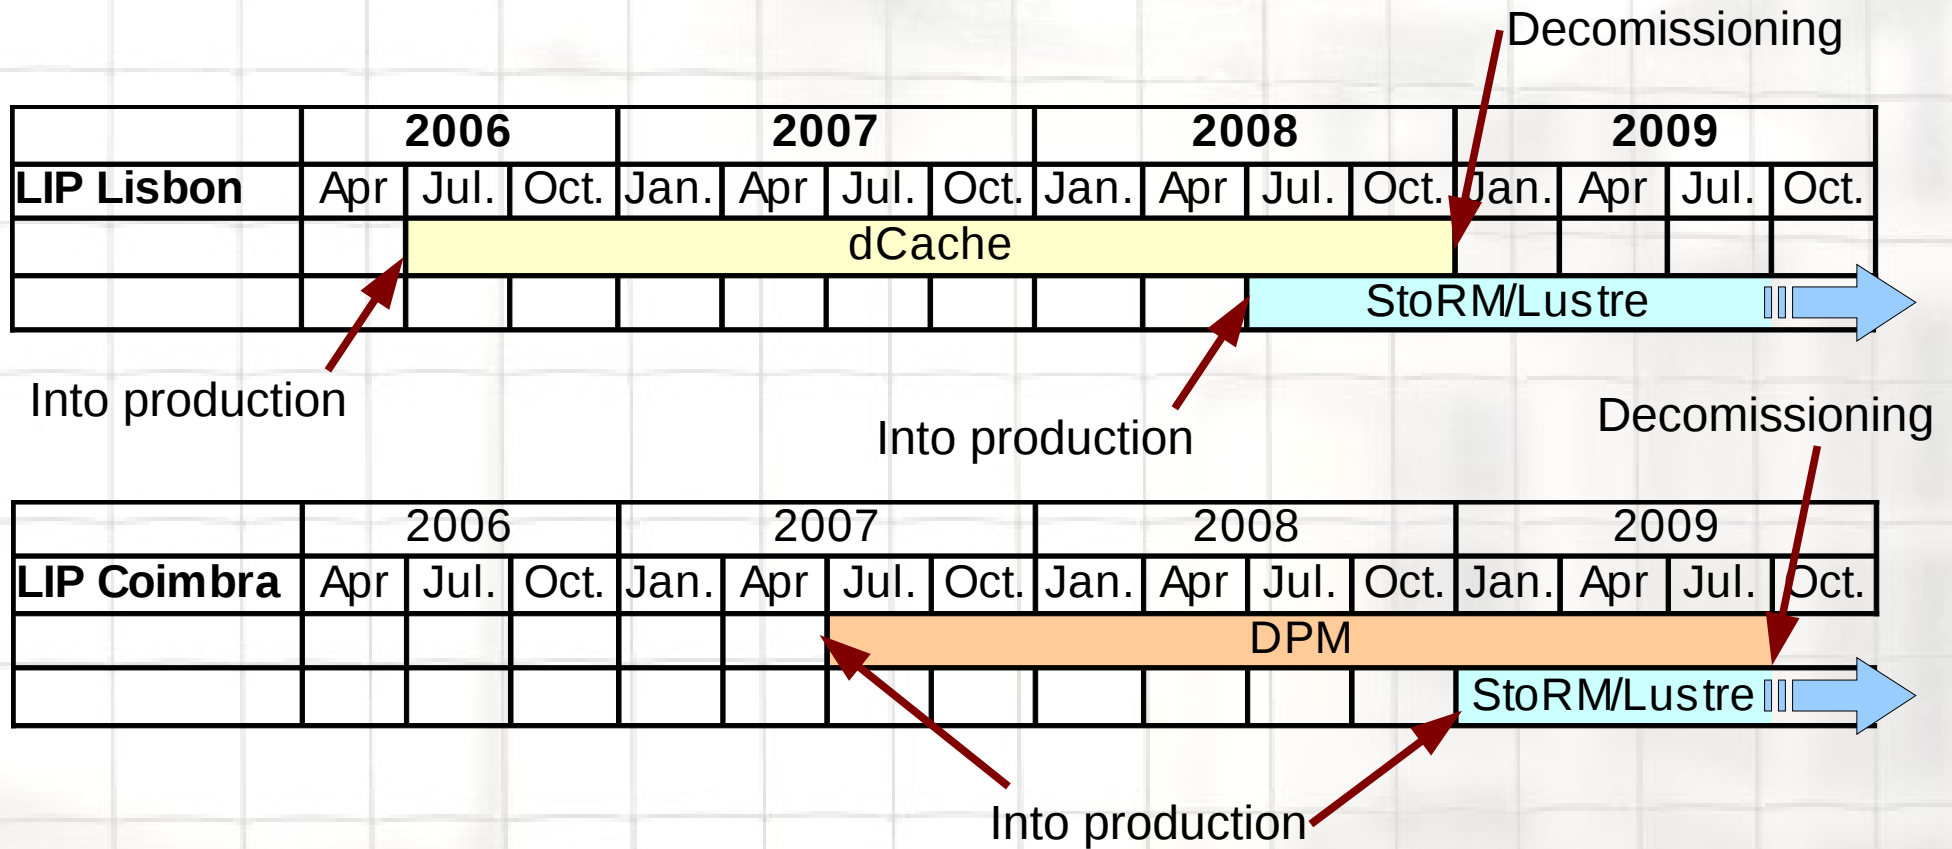 Decomissioning
2006 2007 2008 2009
LIP Lisbon Apr Jul. Oct. Jan. Apr Jul. Oct. Jan. Apr Jul. Oct. Jan. Apr Jul. Oct.
dCache
StoRM/Lustre
Into production
Into production
Decomissioning
2006 2007 2008 2009
LIP Coimbra Apr Jul. Oct. Jan. Apr Jul. Oct. Jan. Apr Jul. Oct. Jan. Apr Jul. Oct.
DPM
StoRM/Lustre
Into production